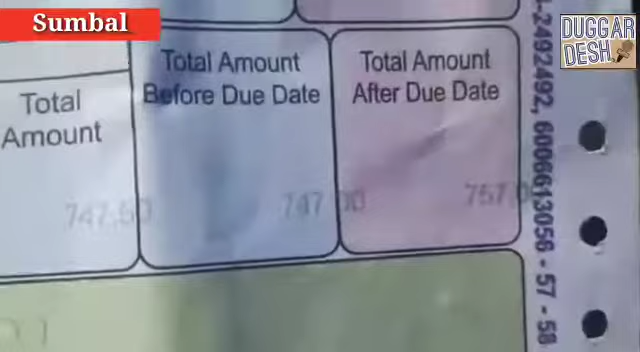 Sumbal
DUGGAR
DESH
Total Amount
Before Due Date
Total Amount
After Due Date
Total
Amount
747.50
747.00
757.0
-2492492, 6006613056 - 57 - 58